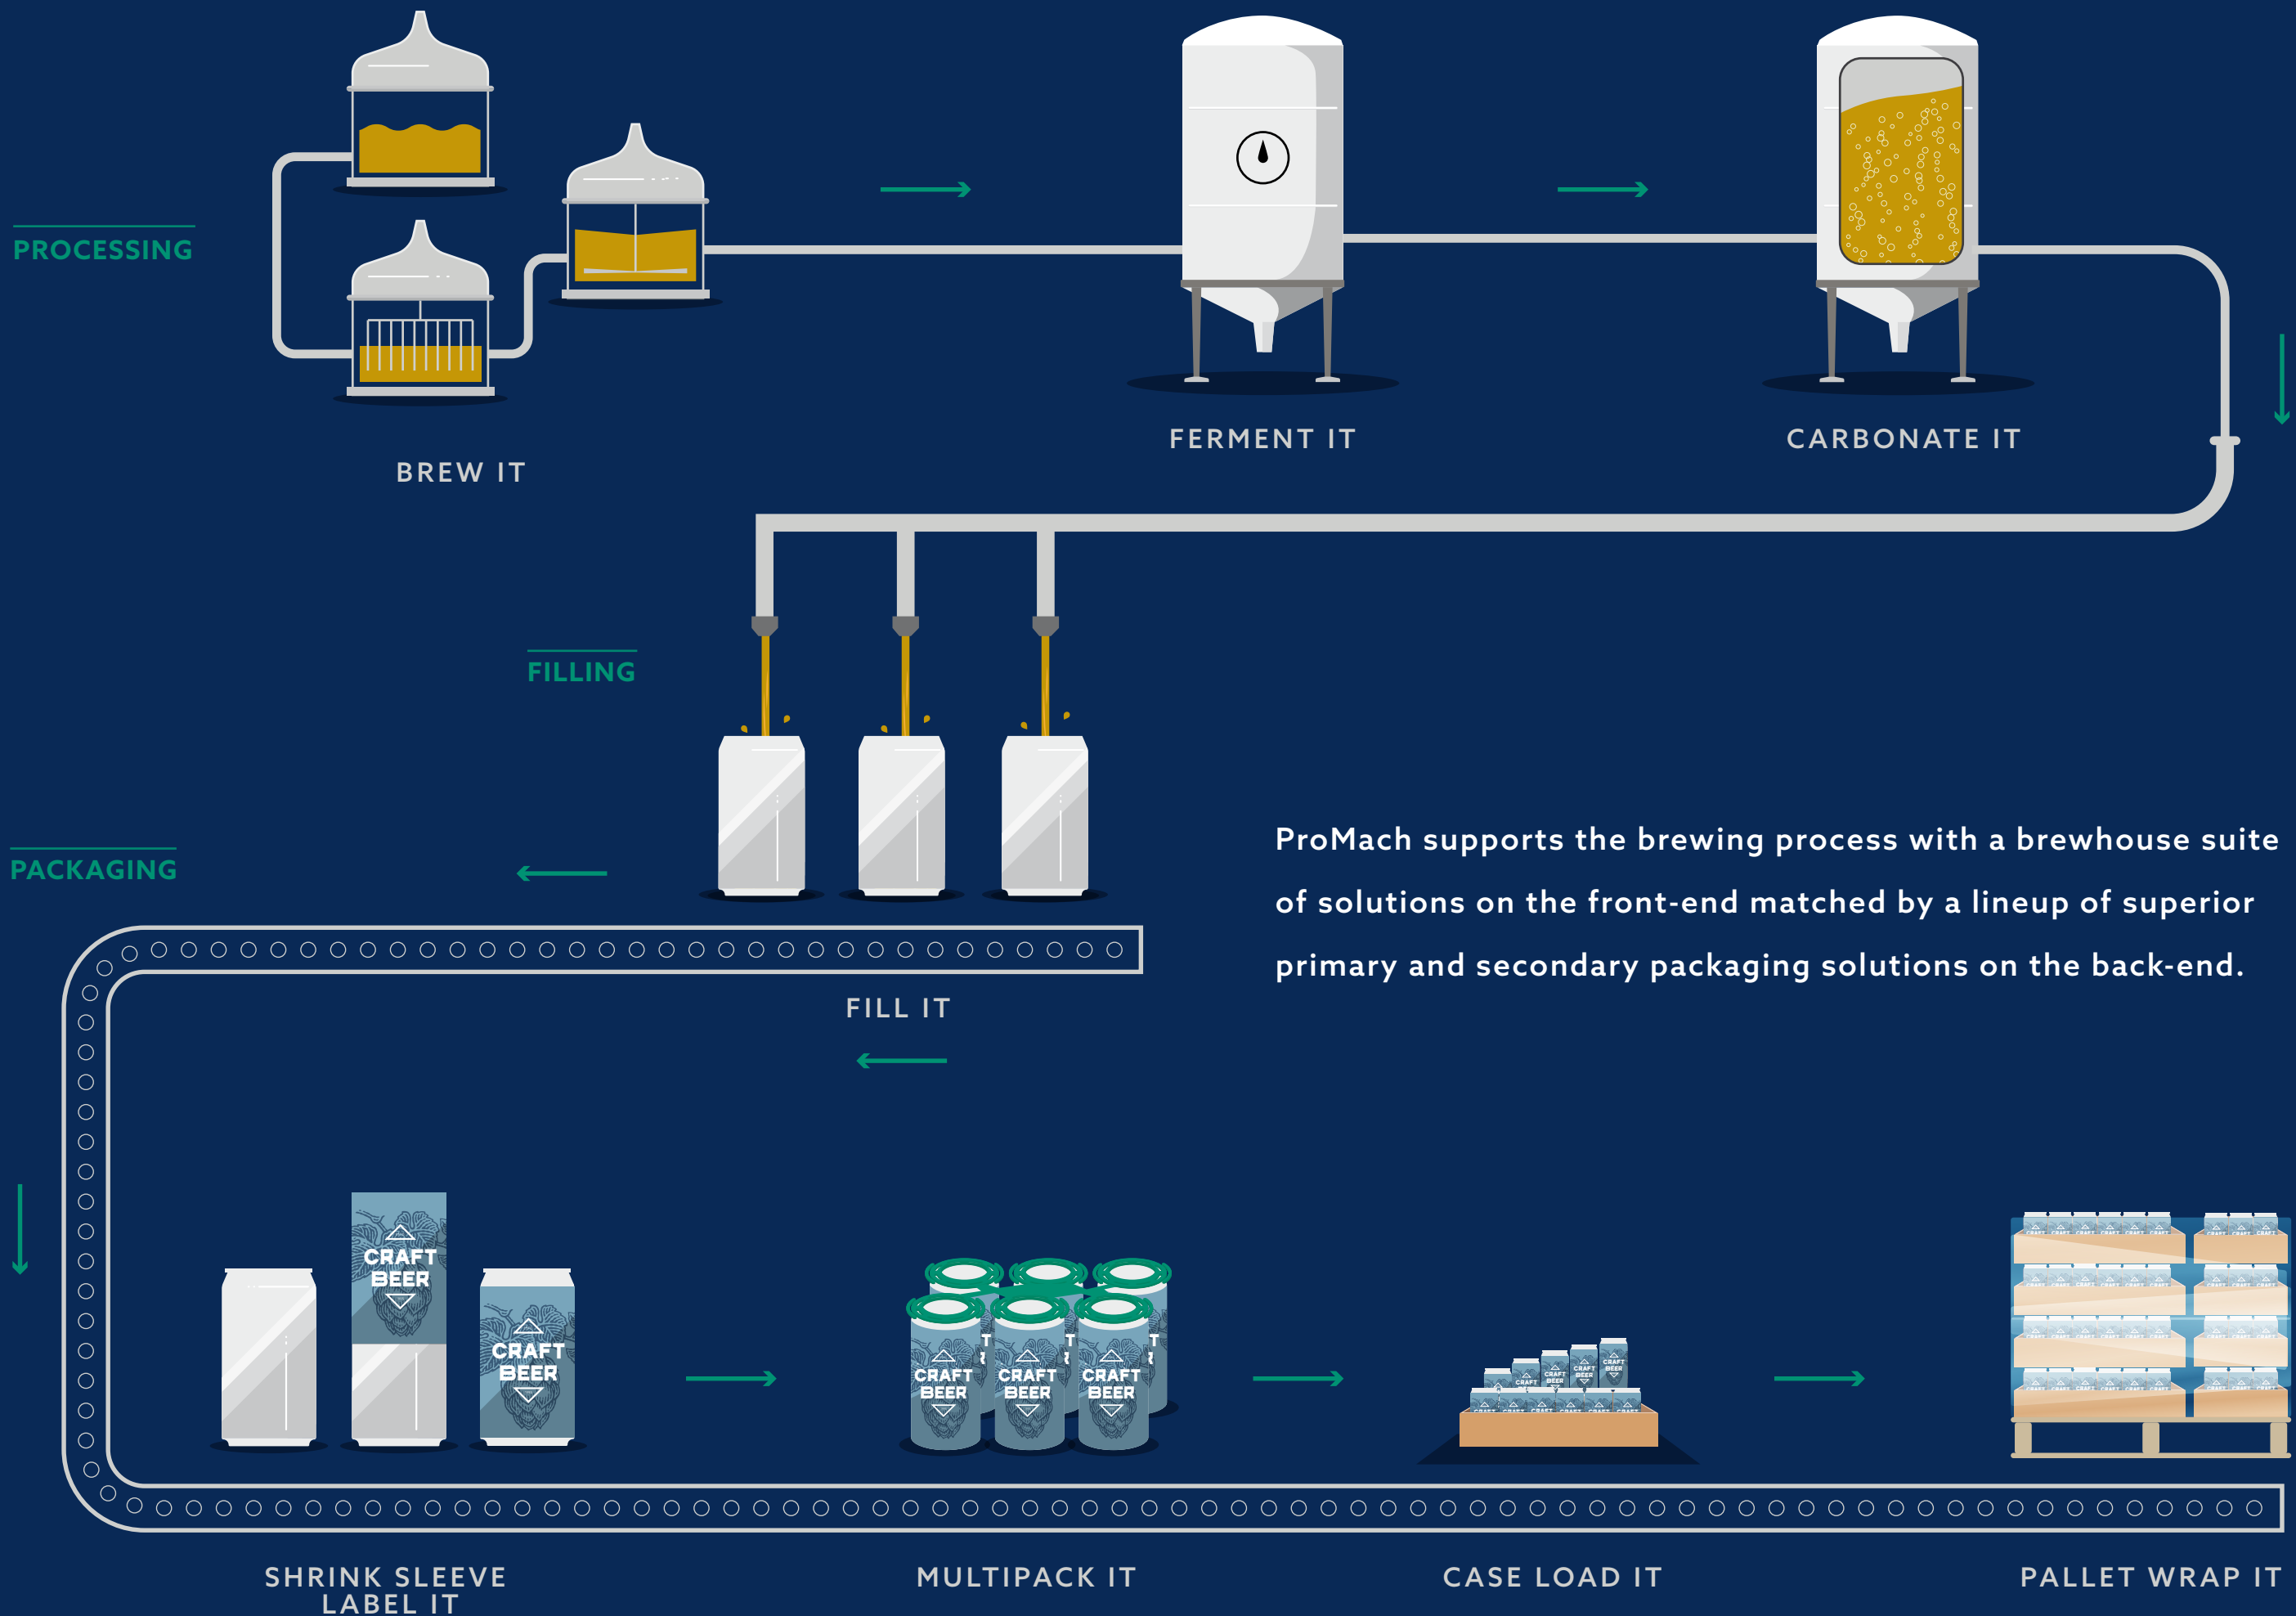 PROCESSING
BREW IT
FERMENT IT
CARBONATE IT
FILLING
PACKAGING
ProMach supports the brewing process with a brewhouse suite
of solutions on the front-end matched by a lineup of superior
primary and secondary packaging solutions on the back-end.
FILL IT
CRAFT
BEER
CRAFT
BEER
CRAFT
BEER
CRAFT
BEER
CRAFT
BEER
CRAFT
BEER
SHRINK SLEEVE
LABEL IT
MULTIPACK IT
CASE LOAD IT
PALLET WRAP IT